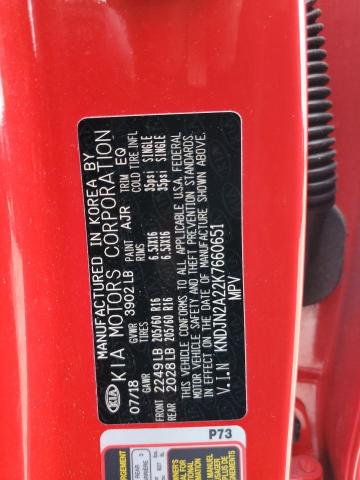 MANUFACTURED IN KOREA BY
KIA MOTORS CORPORATION
KIA
07/18 GVWR 3902 LB PAINT AJR TRIM EQ
GAWR TIRES RIMS COLD TIRE INFL
FRONT 2249LB 205/60 R16 6.5JX16 35psi SINGLE
REAR 2028LB 205/60 R16 6.5JX16 35psi SINGLE
THIS VEHICLE CONFORMS TO ALL APPLICABLE U.S.A. FEDERAL
MOTOR VEHICLE SAFETY AND THEFT PREVENTION STANDARDS
IN EFFECT ON THE DATE OF MANUFACTURE SHOWN ABOVE.
V.I.N KNDJN2A22K7660651
MPV
P73